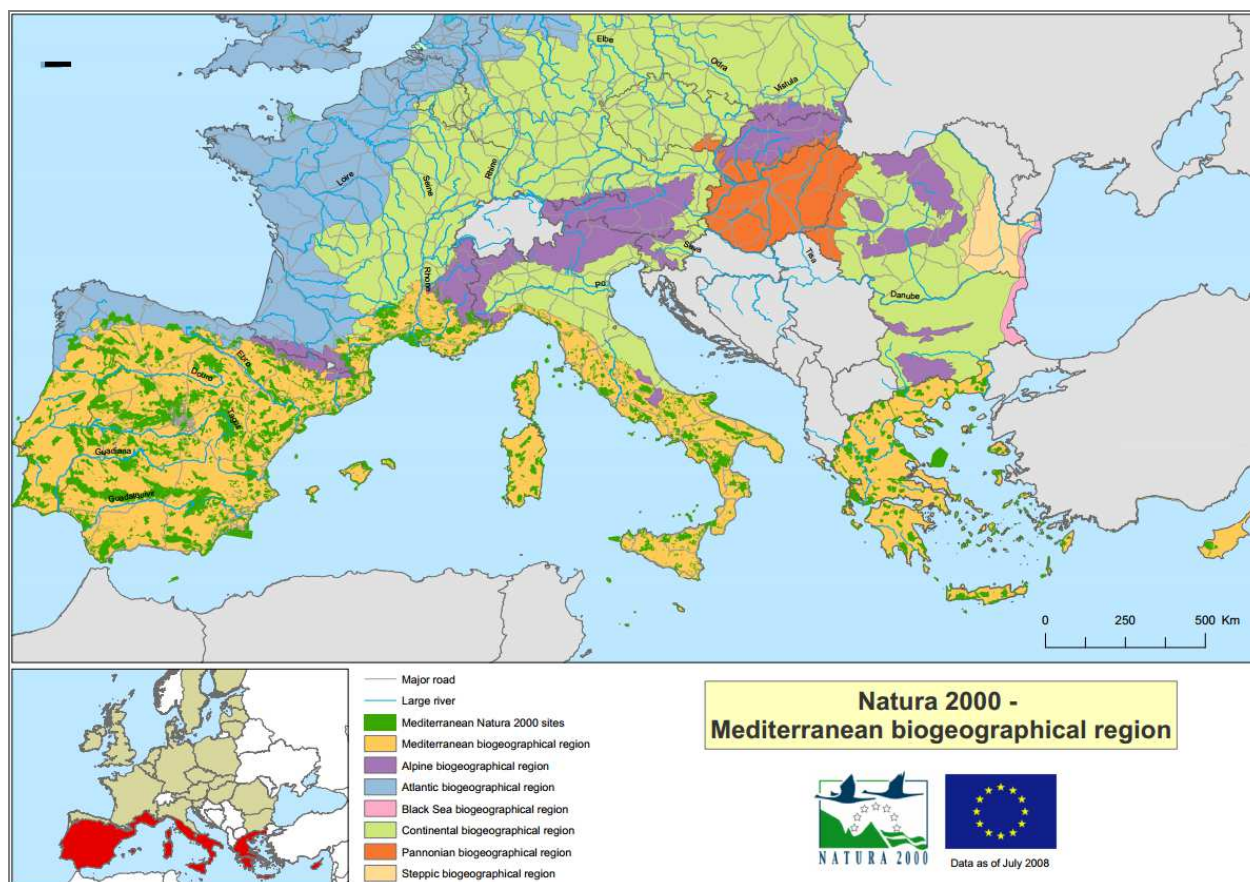 Elbe
Odra
Vistula
Loire
Seine
Rhine
Rhone
Po
Sava
Tisa
Danube
Ebro
Dobro
Tagus
Guadiana
Guadalquivir
0 250 500 Km
Major road
Large river
Mediterranean Natura 2000 sites
Mediterranean biogeographical region
Alpine biogeographical region
Atlantic biogeographical region
Black Sea biogeographical region
Continental biogeographical region
Pannonian biogeographical region
Steppic biogeographical region
Natura 2000 -
Mediterranean biogeographical region
NATURA 2000
Data as of July 2008